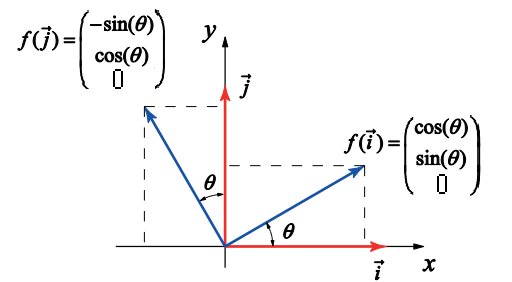 f(j⃗)=(−sin(θ)
cos(θ)
0)
y
j⃗
f(i⃗)=(cos(θ)
sin(θ)
0)
θ
θ
i⃗
x